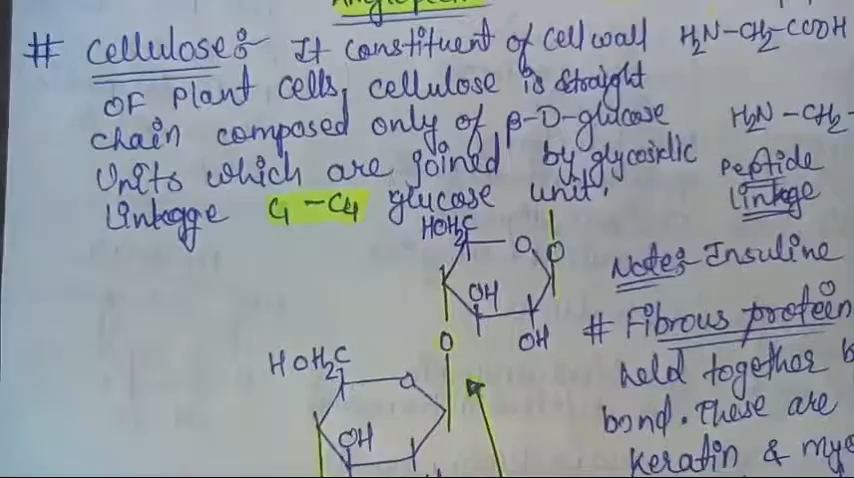 # Cellulose:- It constituent of cell wall
OF Plant cells, cellulose is straight
chain composed only of β-D-glucose
Units which are joined by glycosidic
Linkage C1-C4 glucose unit.
HOH2C
O
O
OH
OH
O
HOH2C
O
OH
H2N-CH2-COOH
H2N-CH2-
Peptide
linkage
Note:- Insuline
# Fibrous protein
held together b
bond. These are
Keratin & myo